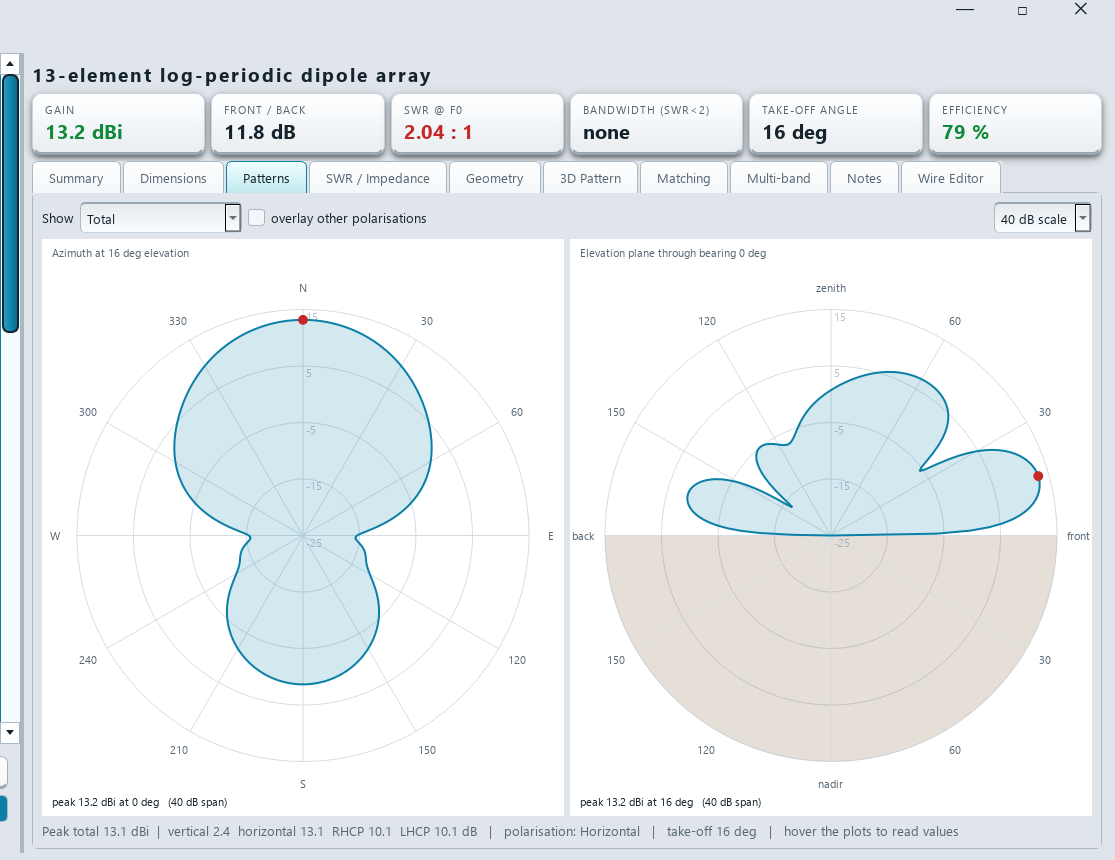 13-element log-periodic dipole array
GAIN
13.2 dBi
FRONT / BACK
11.8 dB
SWR @ F0
2.04 : 1
BANDWIDTH (SWR<2)
none
TAKE-OFF ANGLE
16 deg
EFFICIENCY
79 %
Summary Dimensions Patterns SWR / Impedance Geometry 3D Pattern Matching Multi-band Notes Wire Editor
Show Total overlay other polarisations 40 dB scale
Azimuth at 16 deg elevation
N
15
330 30
5
300 60
-5
-15
W E
-25
240 120
210 150
S
peak 13.2 dBi at 0 deg (40 dB span)
Elevation plane through bearing 0 deg
zenith
15
120 60
5
150 30
-5
-15
back front
-25
150 30
120 60
nadir
peak 13.2 dBi at 16 deg (40 dB span)
Peak total 13.1 dBi | vertical 2.4 horizontal 13.1 RHCP 10.1 LHCP 10.1 dB | polarisation: Horizontal | take-off 16 deg | hover the plots to read values